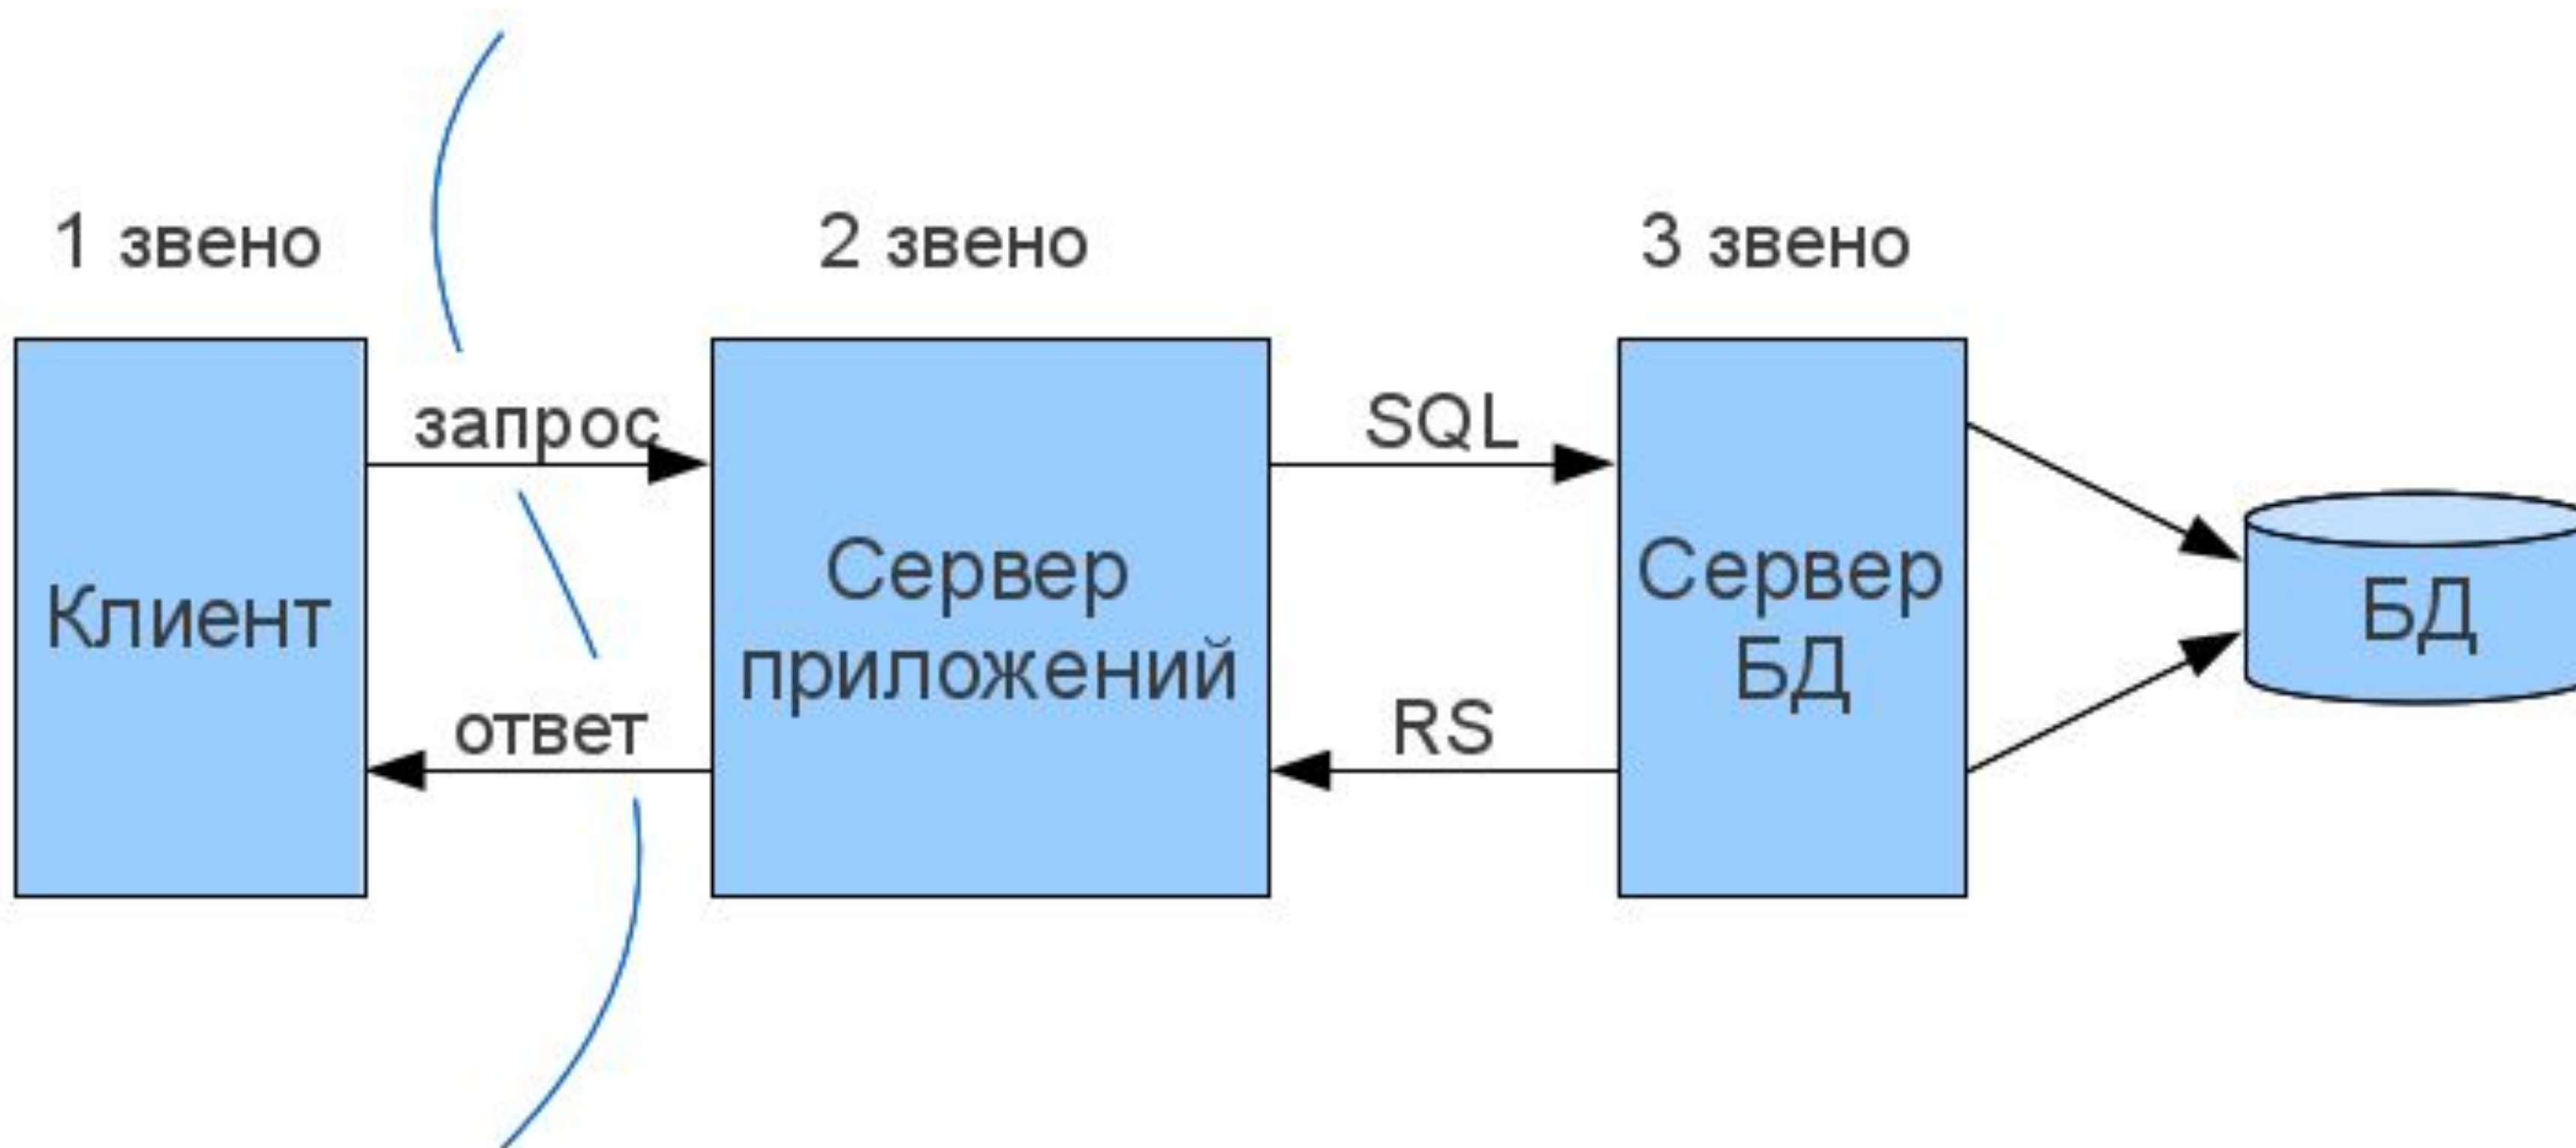 1 звено
2 звено
3 звено
запрос
SQL
Клиент
Сервер
приложений
Сервер
БД
БД
ответ
RS